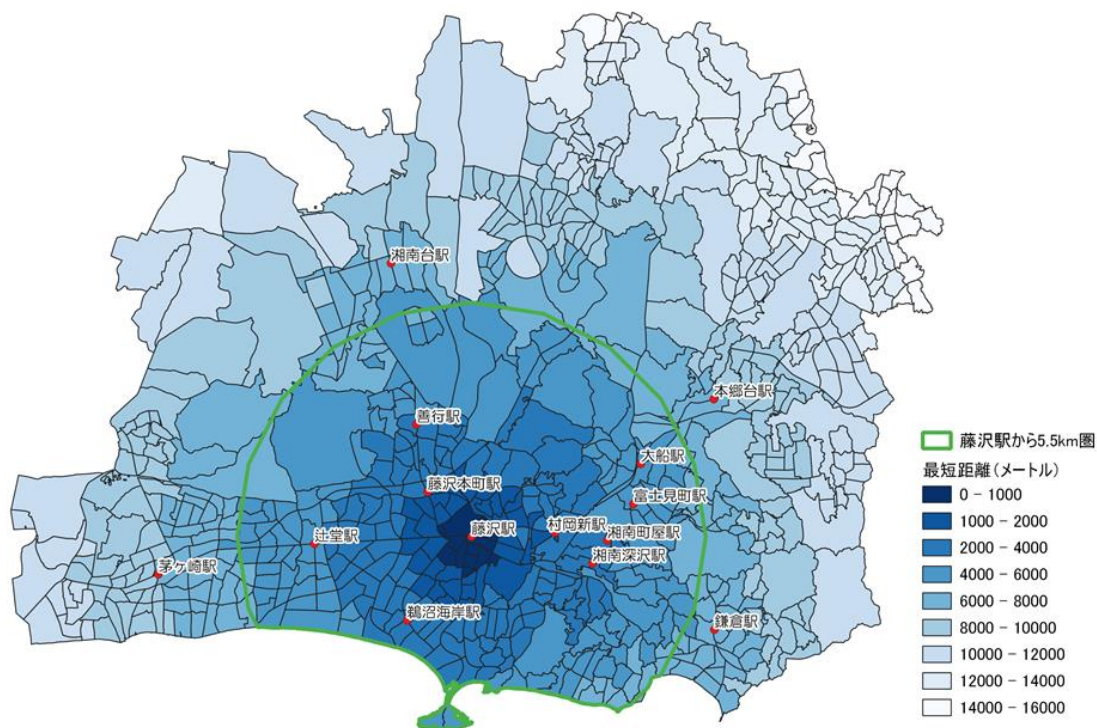 湘南台駅
本郷台駅
善行駅
大船駅
藤沢本町駅
富士見町駅
藤沢駅
村岡新駅
湘南町屋駅
辻堂駅
湘南深沢駅
茅ヶ崎駅
鵠沼海岸駅
鎌倉駅
藤沢駅から5.5km圏
最短距離(メートル)
0 - 1000
1000 - 2000
2000 - 4000
4000 - 6000
6000 - 8000
8000 - 10000
10000 - 12000
12000 - 14000
14000 - 16000